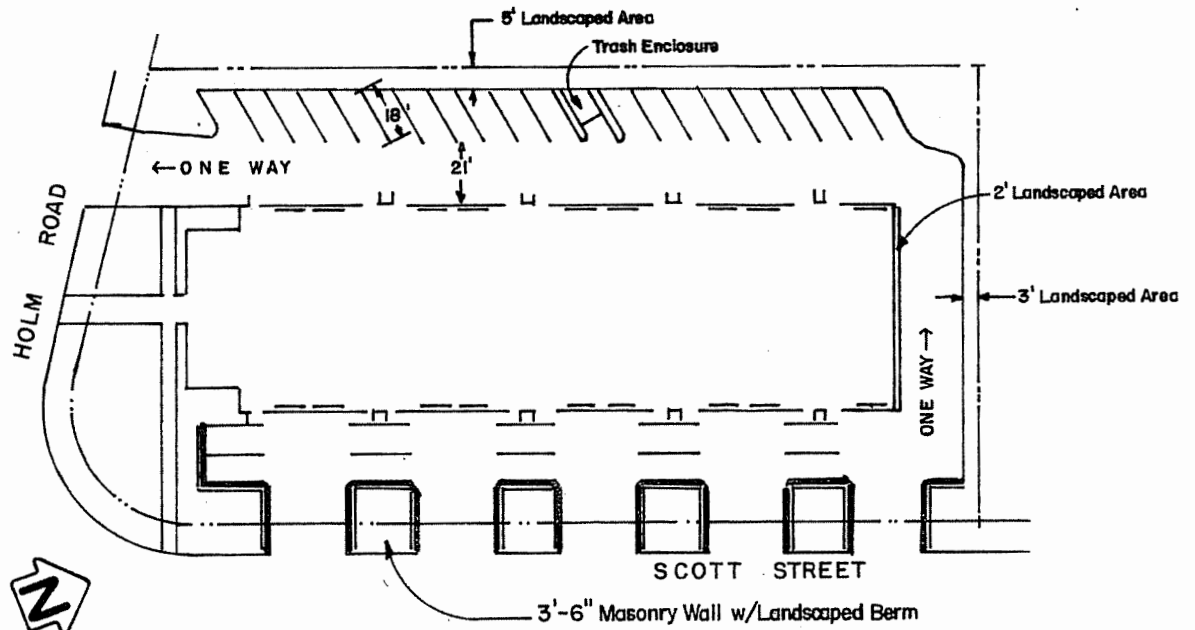 5' Landscaped Area
Trash Enclosure
18'
←ONE WAY
21'
2' Landscaped Area
HOLM ROAD
3' Landscaped Area
ONE WAY→
SCOTT STREET
N
3'-6" Masonry Wall w/Landscaped Berm